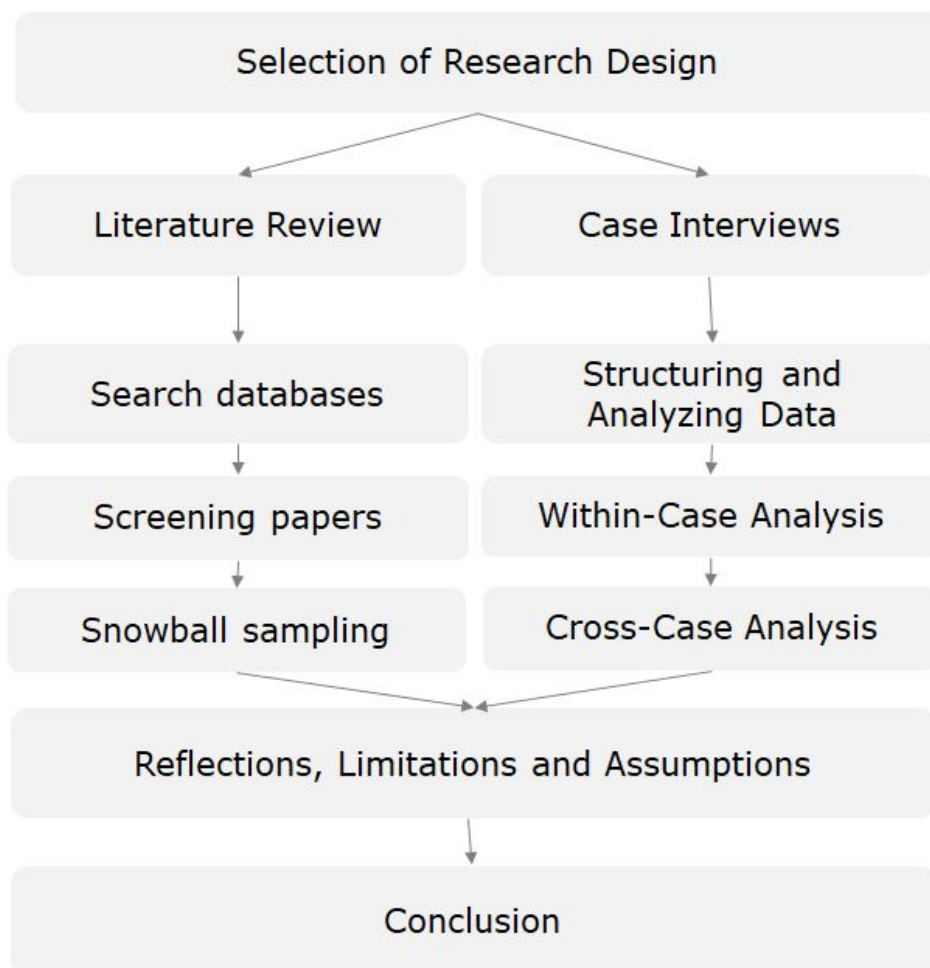 Selection of Research Design
Literature Review
Case Interviews
Search databases
Structuring and
Analyzing Data
Screening papers
Within-Case Analysis
Snowball sampling
Cross-Case Analysis
Reflections, Limitations and Assumptions
Conclusion